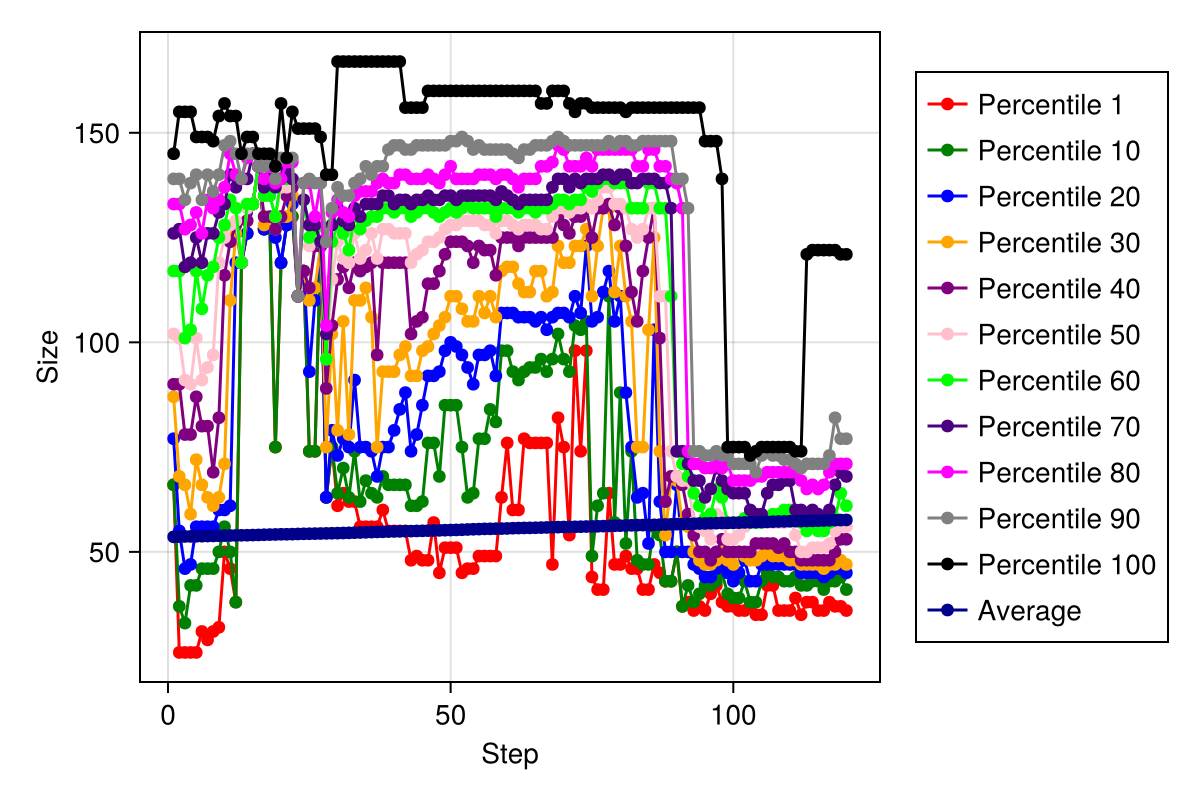 150
100
50
Size
0
50
100
Step
Percentile 1
Percentile 10
Percentile 20
Percentile 30
Percentile 40
Percentile 50
Percentile 60
Percentile 70
Percentile 80
Percentile 90
Percentile 100
Average